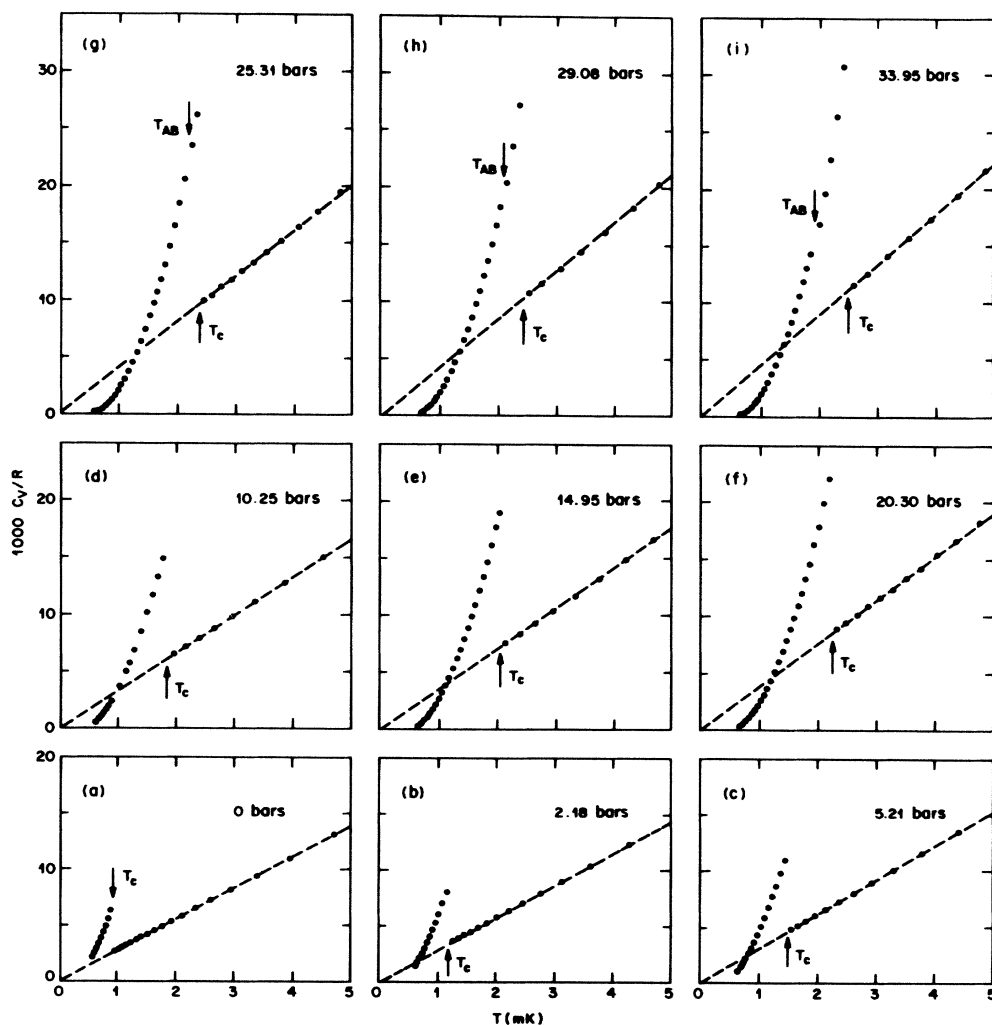 (g)
25.31 bars
30
T_AB
20
10
T_c
0
(h)
29.08 bars
T_AB
T_c
(i)
33.95 bars
T_AB
T_c
1000 C_V/R
(d)
10.25 bars
20
10
T_c
0
(e)
14.95 bars
T_c
(f)
20.30 bars
T_c
20
(a)
0 bars
10
T_c
0
0 1 2 3 4 5
(b)
2.18 bars
T_c
0 1 2 3 4 5
(c)
5.21 bars
T_c
0 1 2 3 4 5
T(mK)